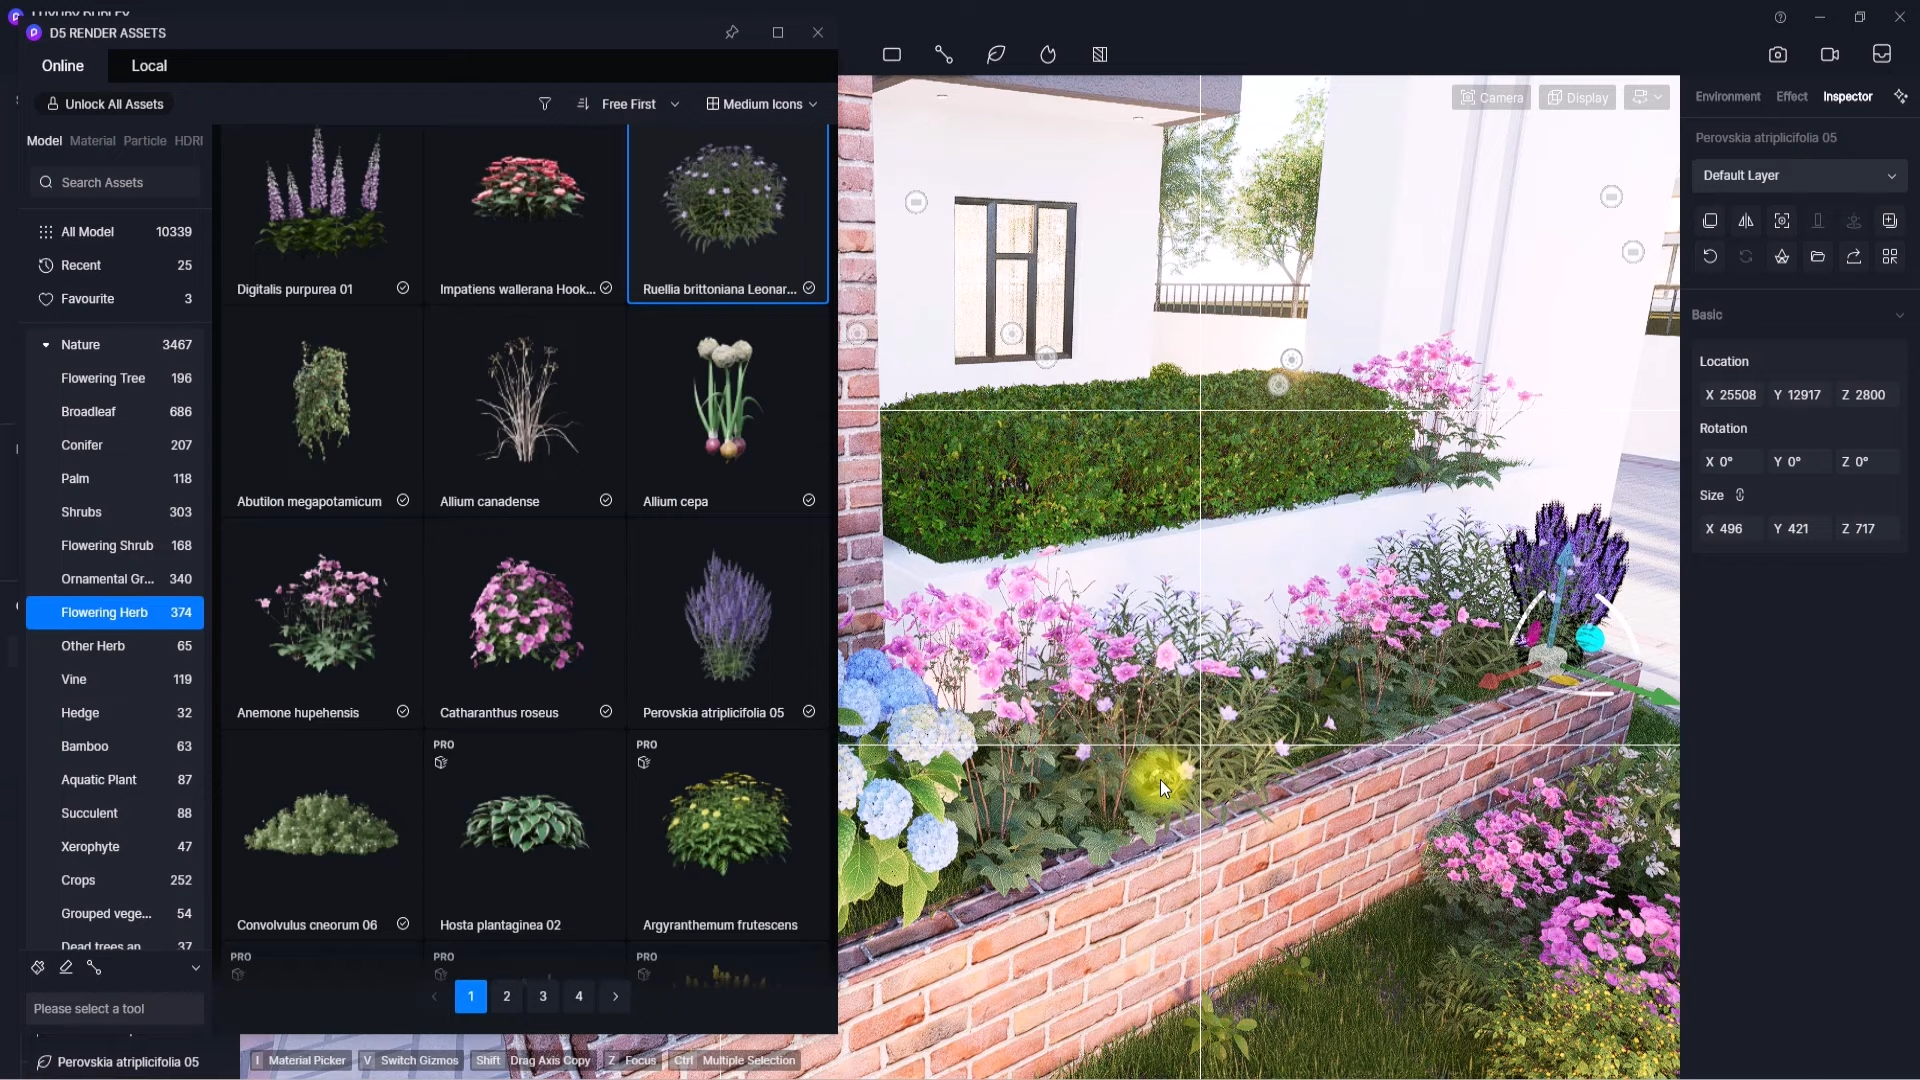 D5 RENDER ASSETS
Online
Local
Unlock All Assets
Free First
Medium Icons
Model Material Particle HDRI
Search Assets
All Model 10339
Recent 25
Favourite 3
Nature 3467
Flowering Tree 196
Broadleaf 686
Conifer 207
Palm 118
Shrubs 303
Flowering Shrub 168
Ornamental Gr... 340
Flowering Herb 374
Other Herb 65
Vine 119
Hedge 32
Bamboo 63
Aquatic Plant 87
Succulent 88
Xerophyte 47
Crops 252
Grouped vege... 54
Dead trees an 37
Please select a tool
Perovskia atriplicifolia 05
Digitalis purpurea 01
Impatiens wallerana Hook...
Ruellia brittoniana Leonar...
Abutilon megapotamicum
Allium canadense
Allium cepa
Anemone hupehensis
Catharanthus roseus
Perovskia atriplicifolia 05
PRO
PRO
Convolvulus cneorum 06
Hosta plantaginea 02
Argyranthemum frutescens
PRO
PRO
PRO
1 2 3 4
I Material Picker V Switch Gizmos Shift Drag Axis Copy Z Focus Ctrl Multiple Selection
Camera
Display
Environment Effect Inspector
Perovskia atriplicifolia 05
Default Layer
Basic
Location
X 25508 Y 12917 Z 2800
Rotation
X 0° Y 0° Z 0°
Size
X 496 Y 421 Z 717